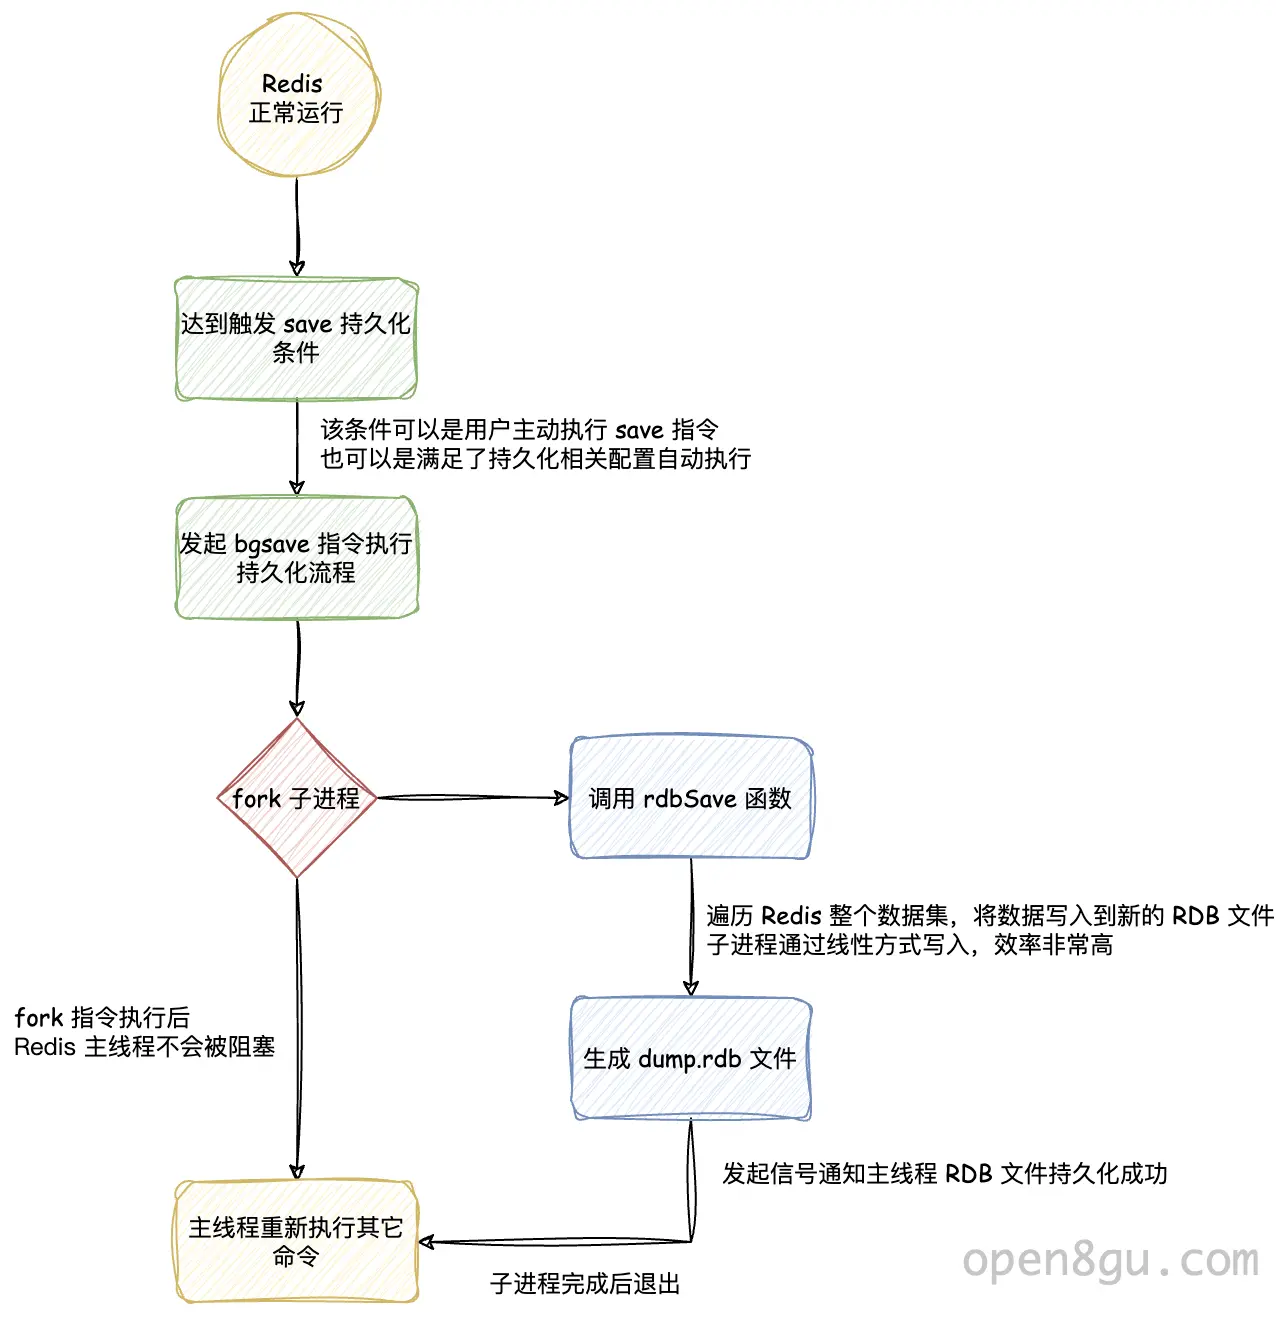 Redis
正常运行
达到触发 save 持久化
条件
该条件可以是用户主动执行 save 指令
也可以是满足了持久化相关配置自动执行
发起 bgsave 指令执行
持久化流程
fork 子进程
调用 rdbSave 函数
遍历 Redis 整个数据集，将数据写入到新的 RDB 文件
子进程通过线性方式写入，效率非常高
fork 指令执行后
Redis 主线程不会被阻塞
生成 dump.rdb 文件
发起信号通知主线程 RDB 文件持久化成功
主线程重新执行其它
命令
子进程完成后退出
open8gu.com